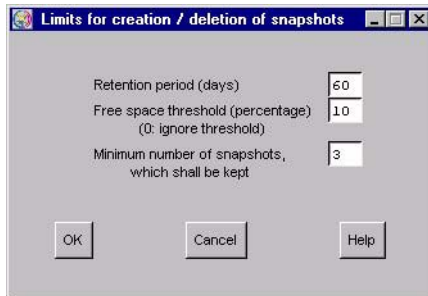 Limits for creation / deletion of snapshots
Retention period (days) 60
Free space threshold (percentage) 10
(0: ignore threshold)
Minimum number of snapshots, 3
which shall be kept
OK Cancel Help